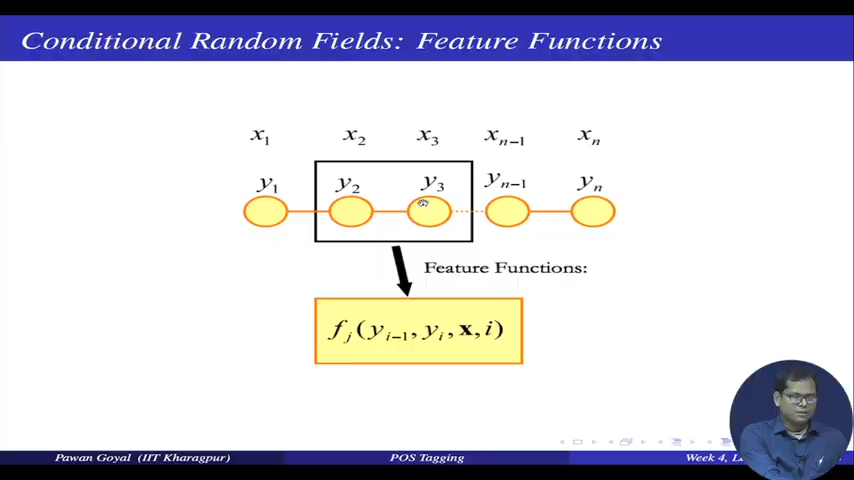 Conditional Random Fields: Feature Functions
x₁ x₂ x₃ xₙ₋₁ xₙ
y₁ y₂ y₃ yₙ₋₁ yₙ
Feature Functions:
fⱼ(yᵢ₋₁, yᵢ, x, i)
Pawan Goyal (IIT Kharagpur) POS Tagging Week 4,